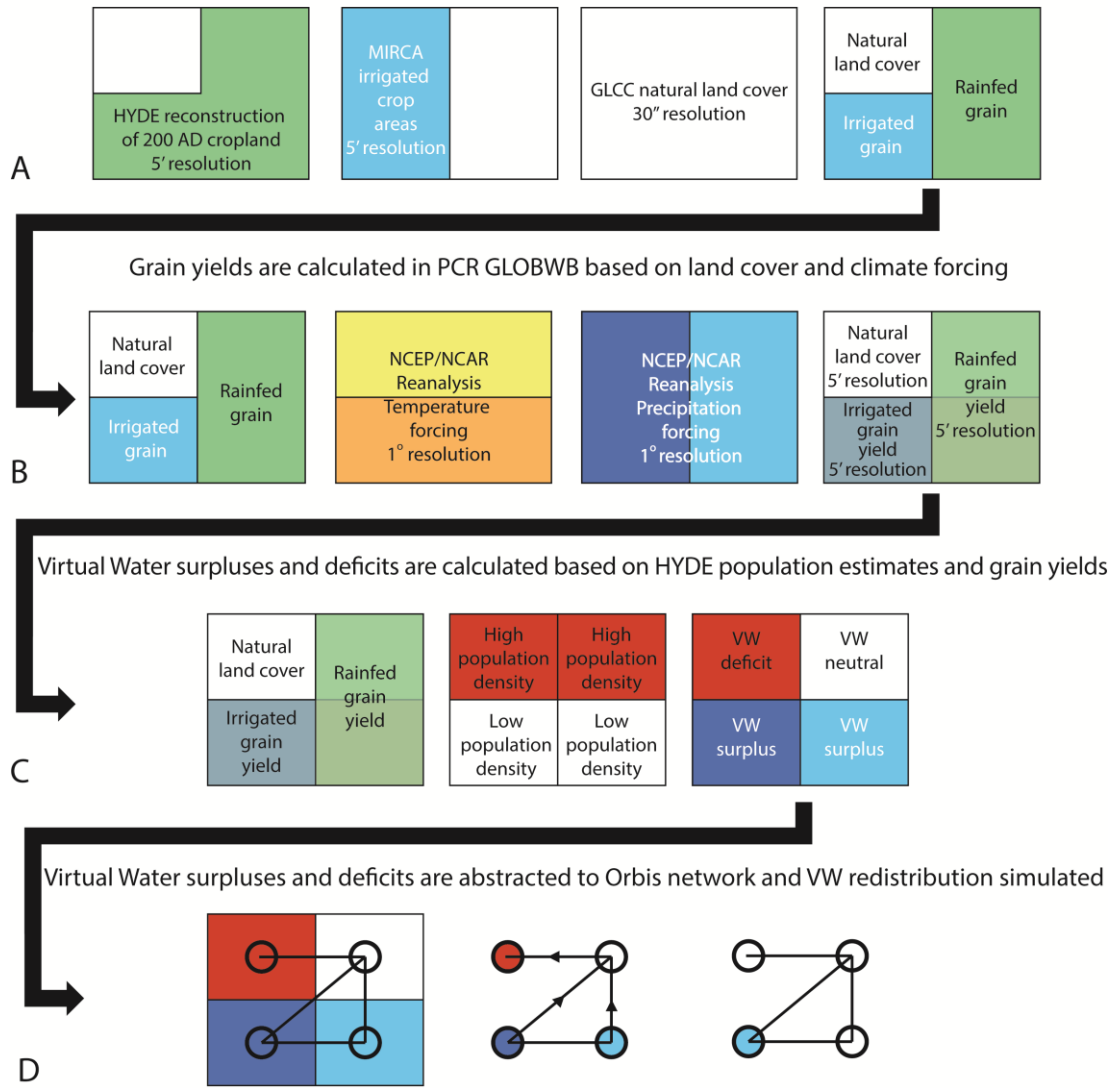 HYDE reconstruction
of 200 AD cropland
5′ resolution
MIRCA
irrigated
crop
areas
5′ resolution
GLCC natural land cover
30″ resolution
Natural
land cover
Irrigated
grain
Rainfed
grain
A
Grain yields are calculated in PCR GLOBWB based on land cover and climate forcing
Natural
land cover
Irrigated
grain
Rainfed
grain
NCEP/NCAR
Reanalysis
Temperature
forcing
1° resolution
NCEP/NCAR
Reanalysis
Precipitation
forcing
1° resolution
Natural
land cover
5′ resolution
Irrigated
grain
yield
5′ resolution
Rainfed
grain
yield
5′ resolution
B
Virtual Water surpluses and deficits are calculated based on HYDE population estimates and grain yields
Natural
land cover
Irrigated
grain
yield
Rainfed
grain
yield
High
population
density
High
population
density
Low
population
density
Low
population
density
VW
deficit
VW
neutral
VW
surplus
VW
surplus
C
Virtual Water surpluses and deficits are abstracted to Orbis network and VW redistribution simulated
D